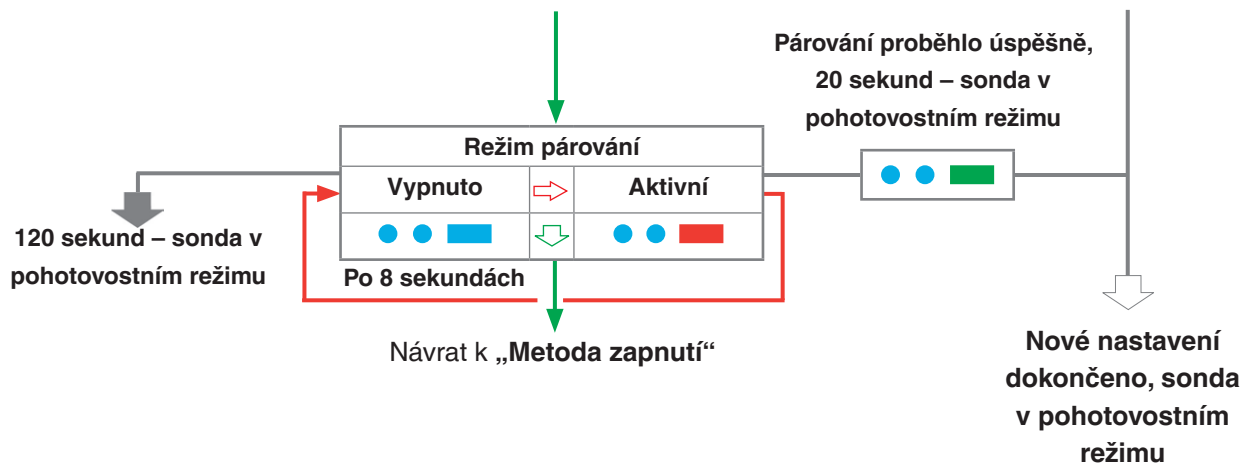 Párování proběhlo úspěšně,
20 sekund – sonda v
pohotovostním režimu
Režim párování
Vypnuto
Aktivní
120 sekund – sonda v
pohotovostním režimu
Po 8 sekundách
Návrat k „Metoda zapnutí“
Nové nastavení
dokončeno, sonda
v pohotovostním
režimu